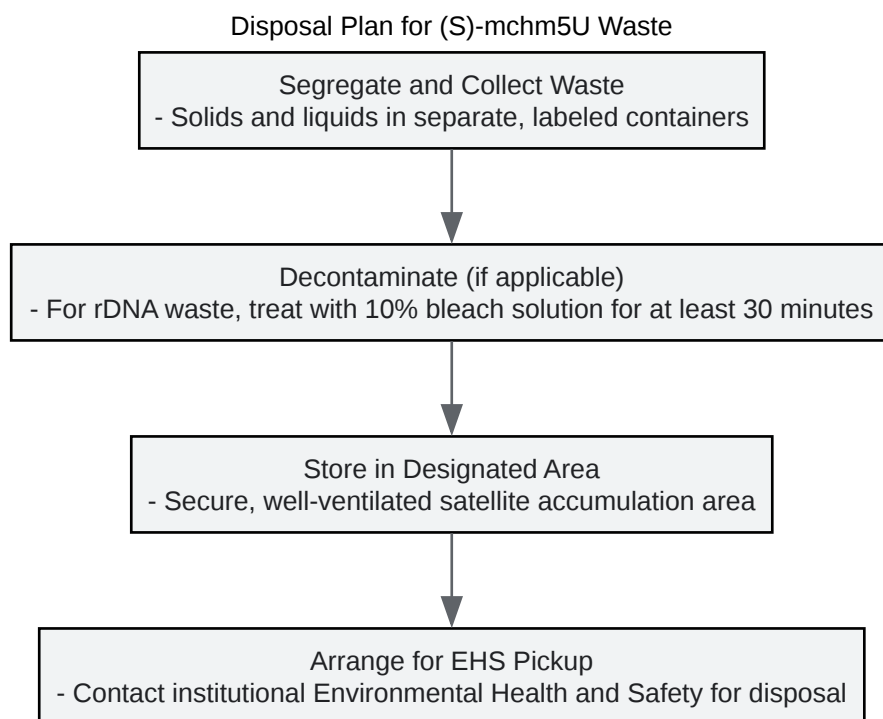 Disposal Plan for (S)-mchm5U Waste
Segregate and Collect Waste
- Solids and liquids in separate, labeled containers
Decontaminate (if applicable)
- For rDNA waste, treat with 10% bleach solution for at least 30 minutes
Store in Designated Area
- Secure, well-ventilated satellite accumulation area
Arrange for EHS Pickup
- Contact institutional Environmental Health and Safety for disposal